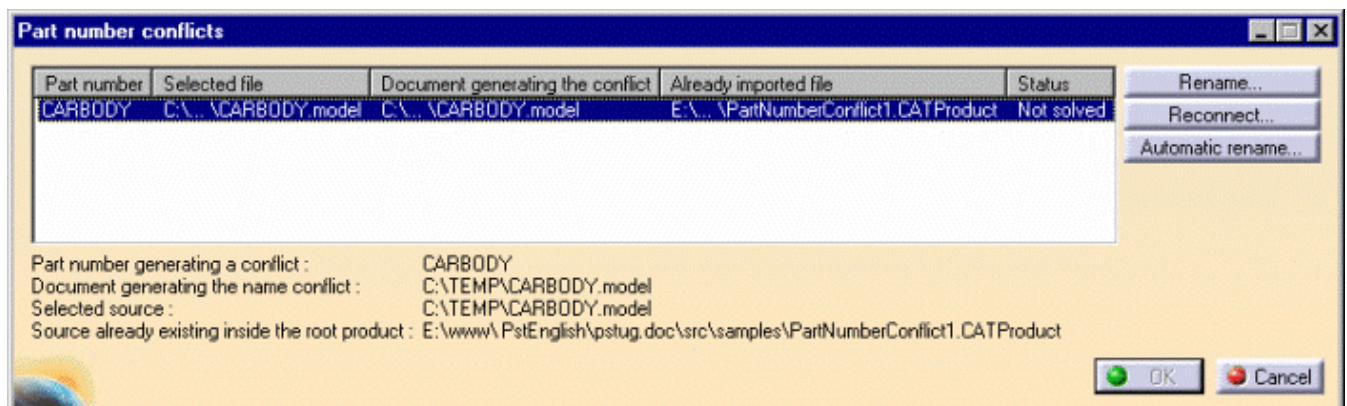 Part number conflicts
Part number Selected file Document generating the conflict Already imported file Status
CARBODY C:\... \CARBODY.model C:\... \CARBODY.model E:\... \PartNumberConflict1.CATProduct Not solved
Rename...
Reconnect...
Automatic rename...
Part number generating a conflict : CARBODY
Document generating the name conflict : C:\TEMP\CARBODY.model
Selected source : C:\TEMP\CARBODY.model
Source already existing inside the root product : E:\www\PstEnglish\pstug.doc\src\samples\PartNumberConflict1.CATProduct
OK Cancel